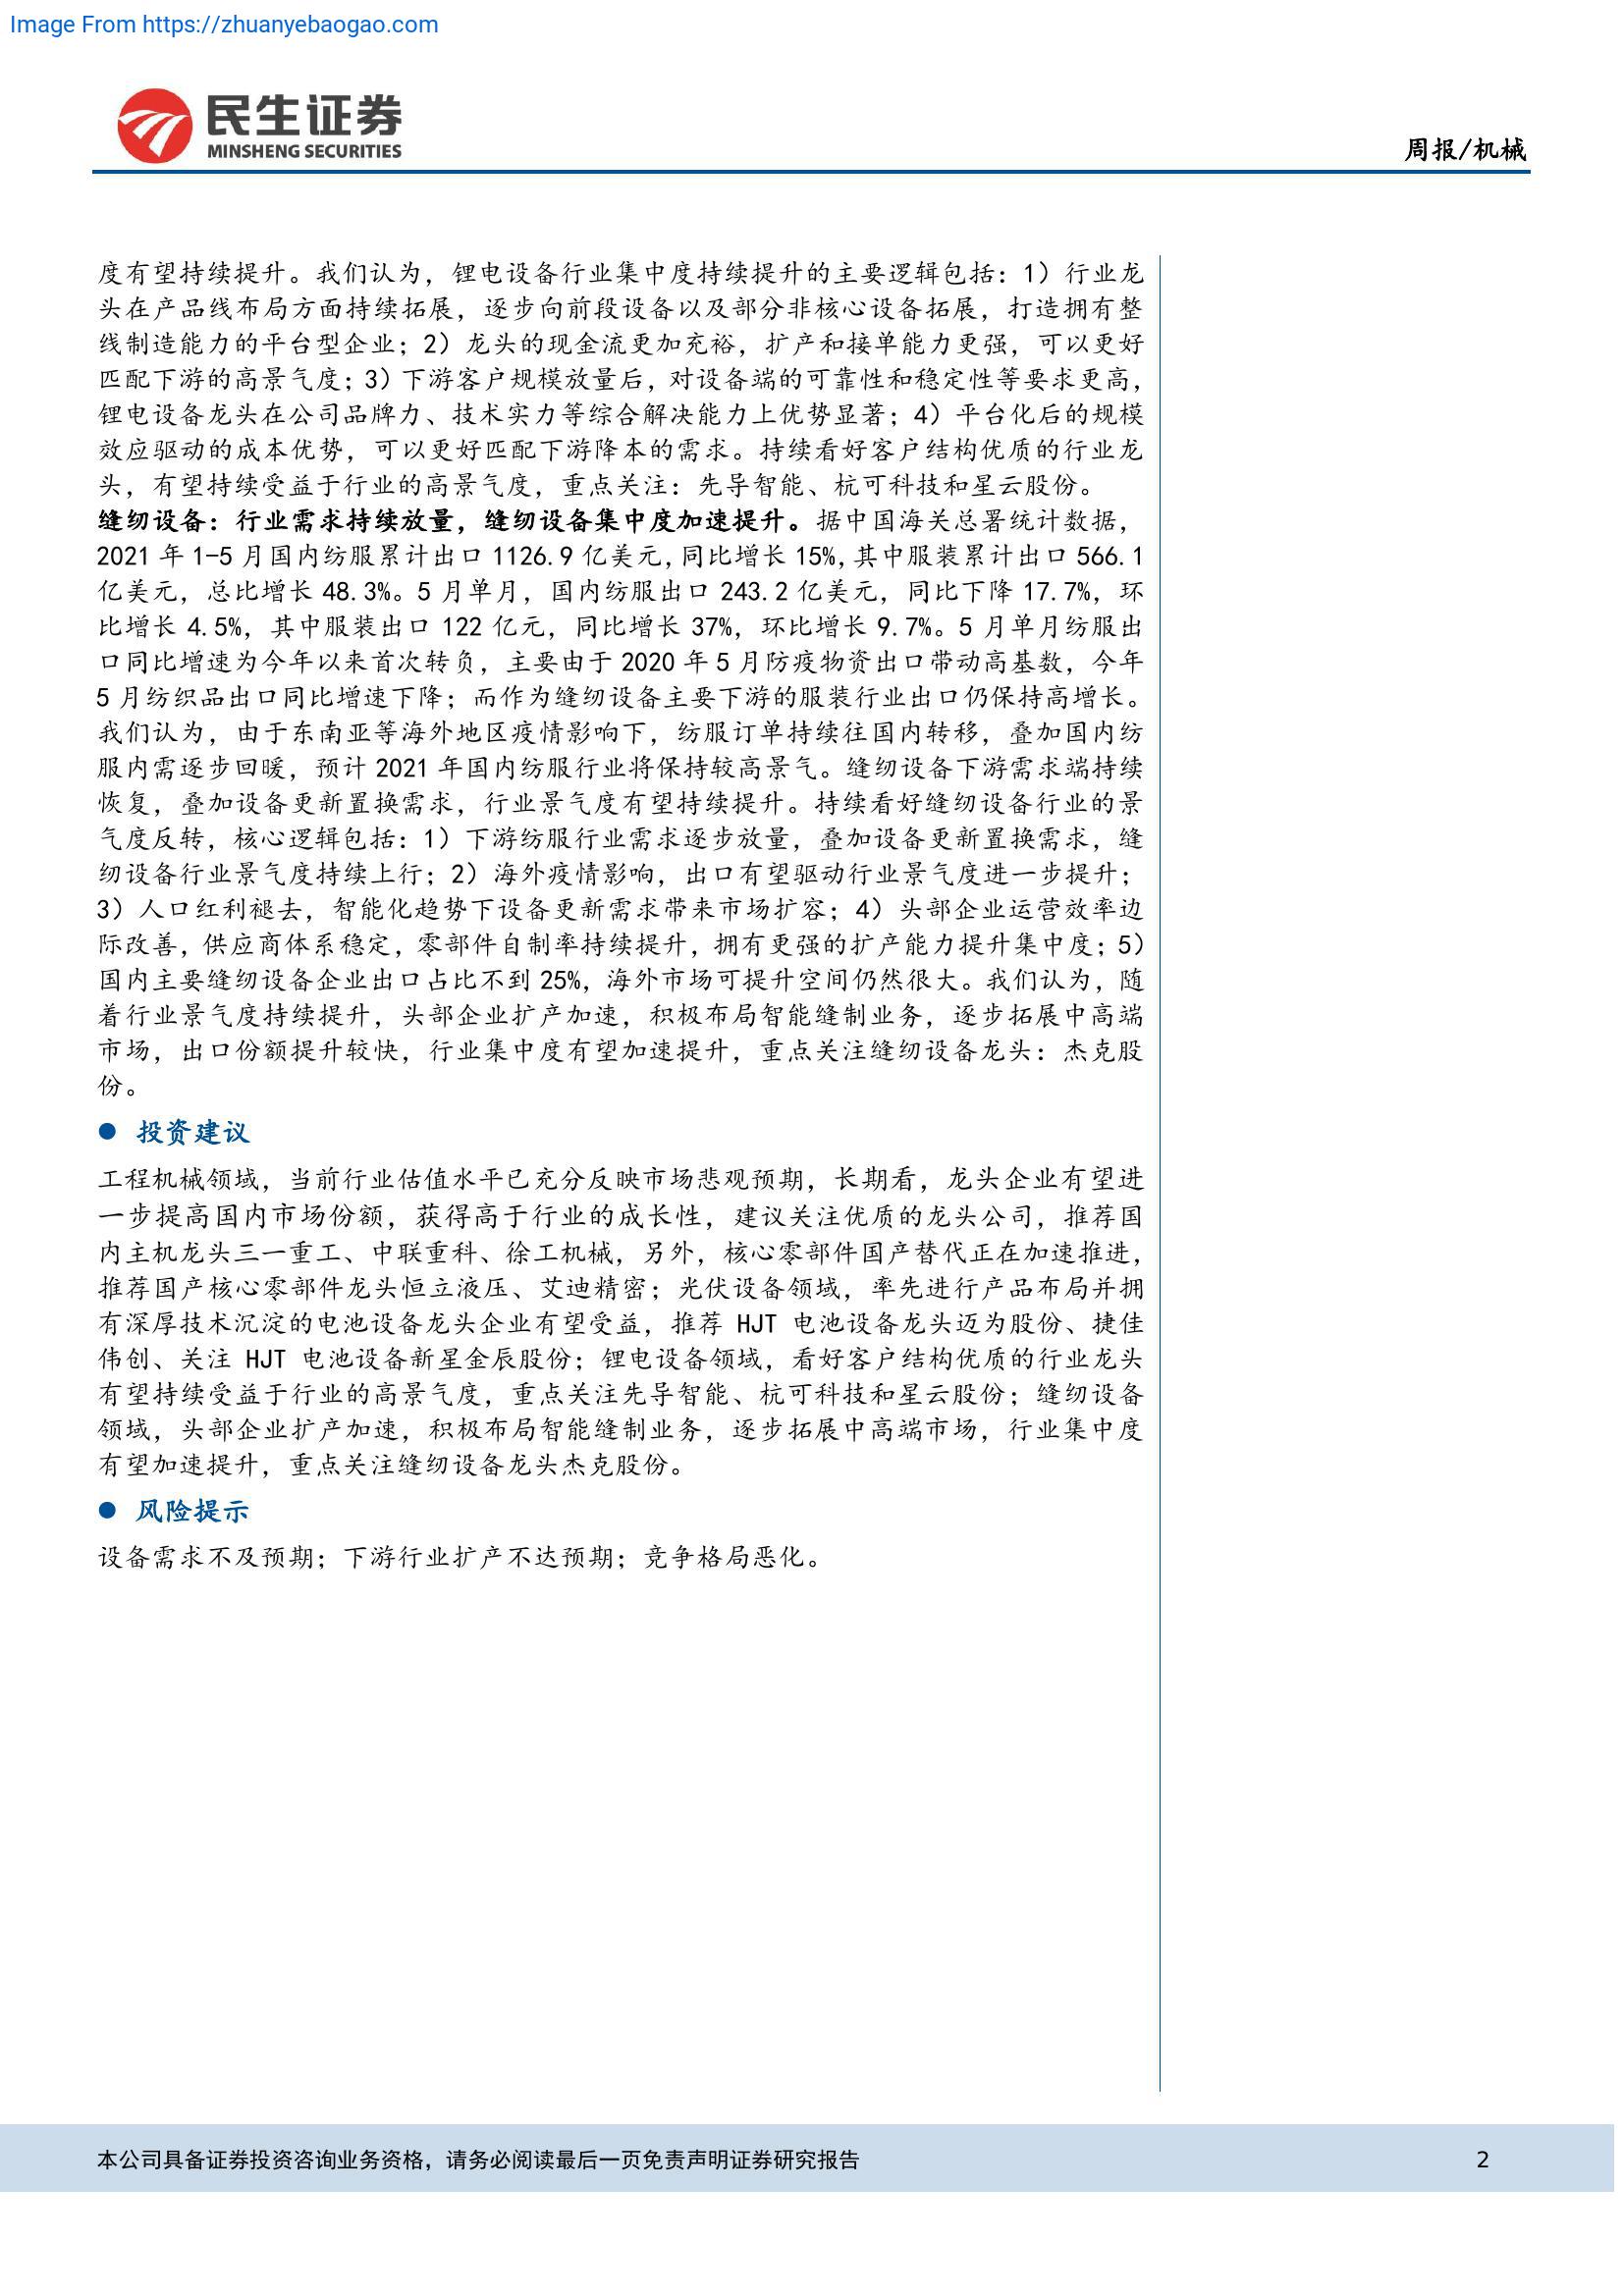 Image From https://zhuanyebaogao.com
民生证券
MINSHENG SECURITIES
周报/机械
度有望持续提升。我们认为，锂电设备行业集中度持续提升的主要逻辑包括：1）行业龙
头在产品线布局方面持续拓展，逐步向前段设备以及部分非核心设备拓展，打造拥有整
线制造能力的平台型企业；2）龙头的现金流更加充裕，扩产和接单能力更强，可以更好
匹配下游的高景气度；3）下游客户规模放量后，对设备端的可靠性和稳定性等要求更高，
锂电设备龙头在公司品牌力、技术实力等综合解决能力上优势显著；4）平台化后的规模
效应驱动的成本优势，可以更好匹配下游降本的需求。持续看好客户结构优质的行业龙
头，有望持续受益于行业的高景气度，重点关注：先导智能、杭可科技和星云股份。
缝纫设备：行业需求持续放量，缝纫设备集中度加速提升。据中国海关总署统计数据，
2021 年 1-5 月国内纺服累计出口 1126.9 亿美元，同比增长 15%，其中服装累计出口 566.1
亿美元，总比增长 48.3%。5 月单月，国内纺服出口 243.2 亿美元，同比下降 17.7%，环
比增长 4.5%，其中服装出口 122 亿元，同比增长 37%，环比增长 9.7%。5 月单月纺服出
口同比增速为今年以来首次转负，主要由于 2020 年 5 月防疫物资出口带动高基数，今年
5 月纺织品出口同比增速下降；而作为缝纫设备主要下游的服装行业出口仍保持高增长。
我们认为，由于东南亚等海外地区疫情影响下，纺服订单持续往国内转移，叠加国内纺
服内需逐步回暖，预计 2021 年国内纺服行业将保持较高景气。缝纫设备下游需求端持续
恢复，叠加设备更新置换需求，行业景气度有望持续提升。持续看好缝纫设备行业的景
气度反转，核心逻辑包括：1）下游纺服行业需求逐步放量，叠加设备更新置换需求，缝
纫设备行业景气度持续上行；2）海外疫情影响，出口有望驱动行业景气度进一步提升；
3）人口红利褪去，智能化趋势下设备更新需求带来市场扩容；4）头部企业运营效率边
际改善，供应商体系稳定，零部件自制率持续提升，拥有更强的扩产能力提升集中度；5）
国内主要缝纫设备企业出口占比不到 25%，海外市场可提升空间仍然很大。我们认为，随
着行业景气度持续提升，头部企业扩产加速，积极布局智能缝制业务，逐步拓展中高端
市场，出口份额提升较快，行业集中度有望加速提升，重点关注缝纫设备龙头：杰克股
份。
● 投资建议
工程机械领域，当前行业估值水平已充分反映市场悲观预期，长期看，龙头企业有望进
一步提高国内市场份额，获得高于行业的成长性，建议关注优质的龙头公司，推荐国
内主机龙头三一重工、中联重科、徐工机械，另外，核心零部件国产替代正在加速推进，
推荐国产核心零部件龙头恒立液压、艾迪精密；光伏设备领域，率先进行产品布局并拥
有深厚技术沉淀的电池设备龙头企业有望受益，推荐 HJT 电池设备龙头迈为股份、捷佳
伟创、关注 HJT 电池设备新星金辰股份；锂电设备领域，看好客户结构优质的行业龙头
有望持续受益于行业的高景气度，重点关注先导智能、杭可科技和星云股份；缝纫设备
领域，头部企业扩产加速，积极布局智能缝制业务，逐步拓展中高端市场，行业集中度
有望加速提升，重点关注缝纫设备龙头杰克股份。
● 风险提示
设备需求不及预期；下游行业扩产不达预期；竞争格局恶化。
本公司具备证券投资咨询业务资格，请务必阅读最后一页免责声明证券研究报告
2